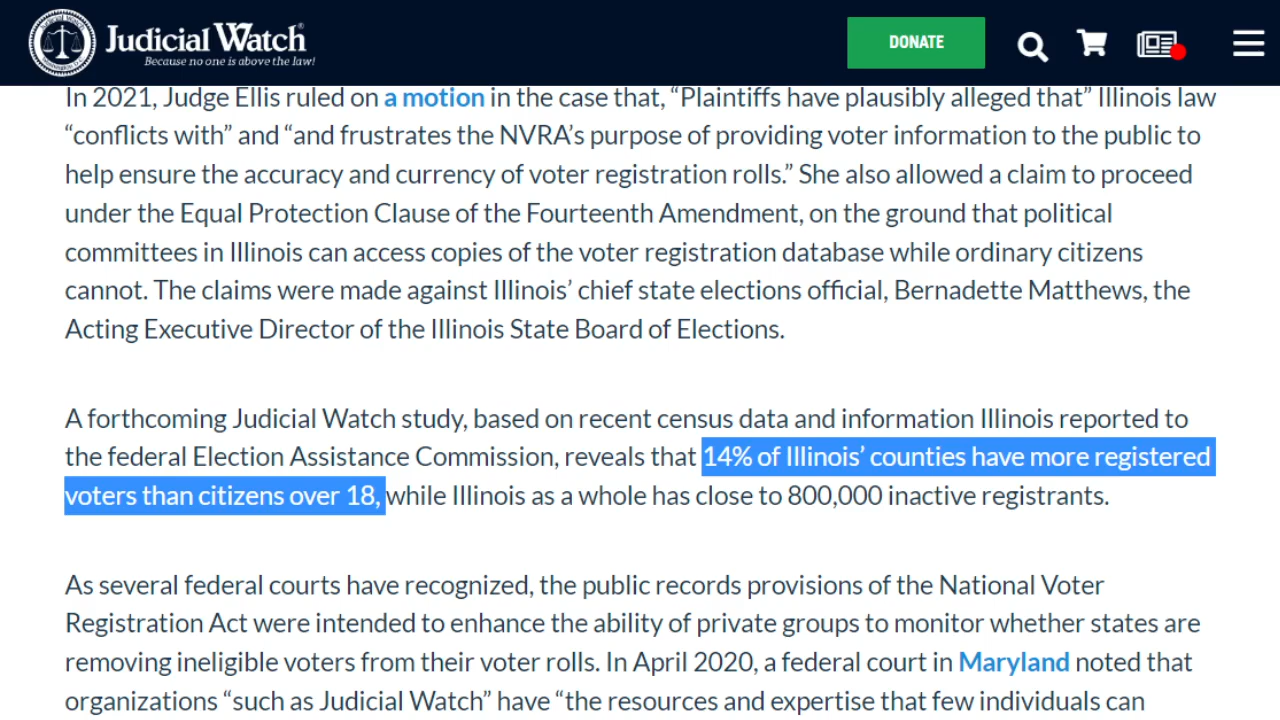 Judicial Watch®
Because no one is above the law!
DONATE
In 2021, Judge Ellis ruled on a motion in the case that, “Plaintiffs have plausibly alleged that” Illinois law
“conflicts with” and “and frustrates the NVRA’s purpose of providing voter information to the public to
help ensure the accuracy and currency of voter registration rolls.” She also allowed a claim to proceed
under the Equal Protection Clause of the Fourteenth Amendment, on the ground that political
committees in Illinois can access copies of the voter registration database while ordinary citizens
cannot. The claims were made against Illinois’ chief state elections official, Bernadette Matthews, the
Acting Executive Director of the Illinois State Board of Elections.
A forthcoming Judicial Watch study, based on recent census data and information Illinois reported to
the federal Election Assistance Commission, reveals that 14% of Illinois’ counties have more registered
voters than citizens over 18, while Illinois as a whole has close to 800,000 inactive registrants.
As several federal courts have recognized, the public records provisions of the National Voter
Registration Act were intended to enhance the ability of private groups to monitor whether states are
removing ineligible voters from their voter rolls. In April 2020, a federal court in Maryland noted that
organizations “such as Judicial Watch” have “the resources and expertise that few individuals can